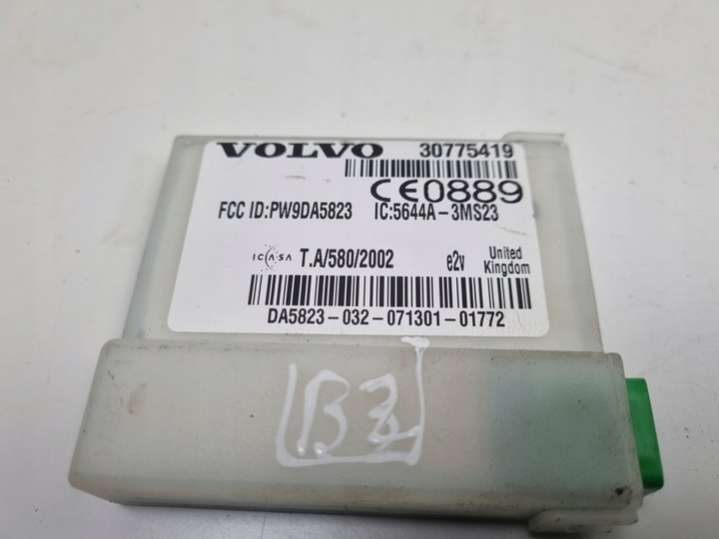 VOLVO 30775419
CE0889
FCC ID:PW9DA5823 IC:5644A-3MS23
ICASA T.A/580/2002 e2v United Kingdom
DA5823-032-071301-01772
B3